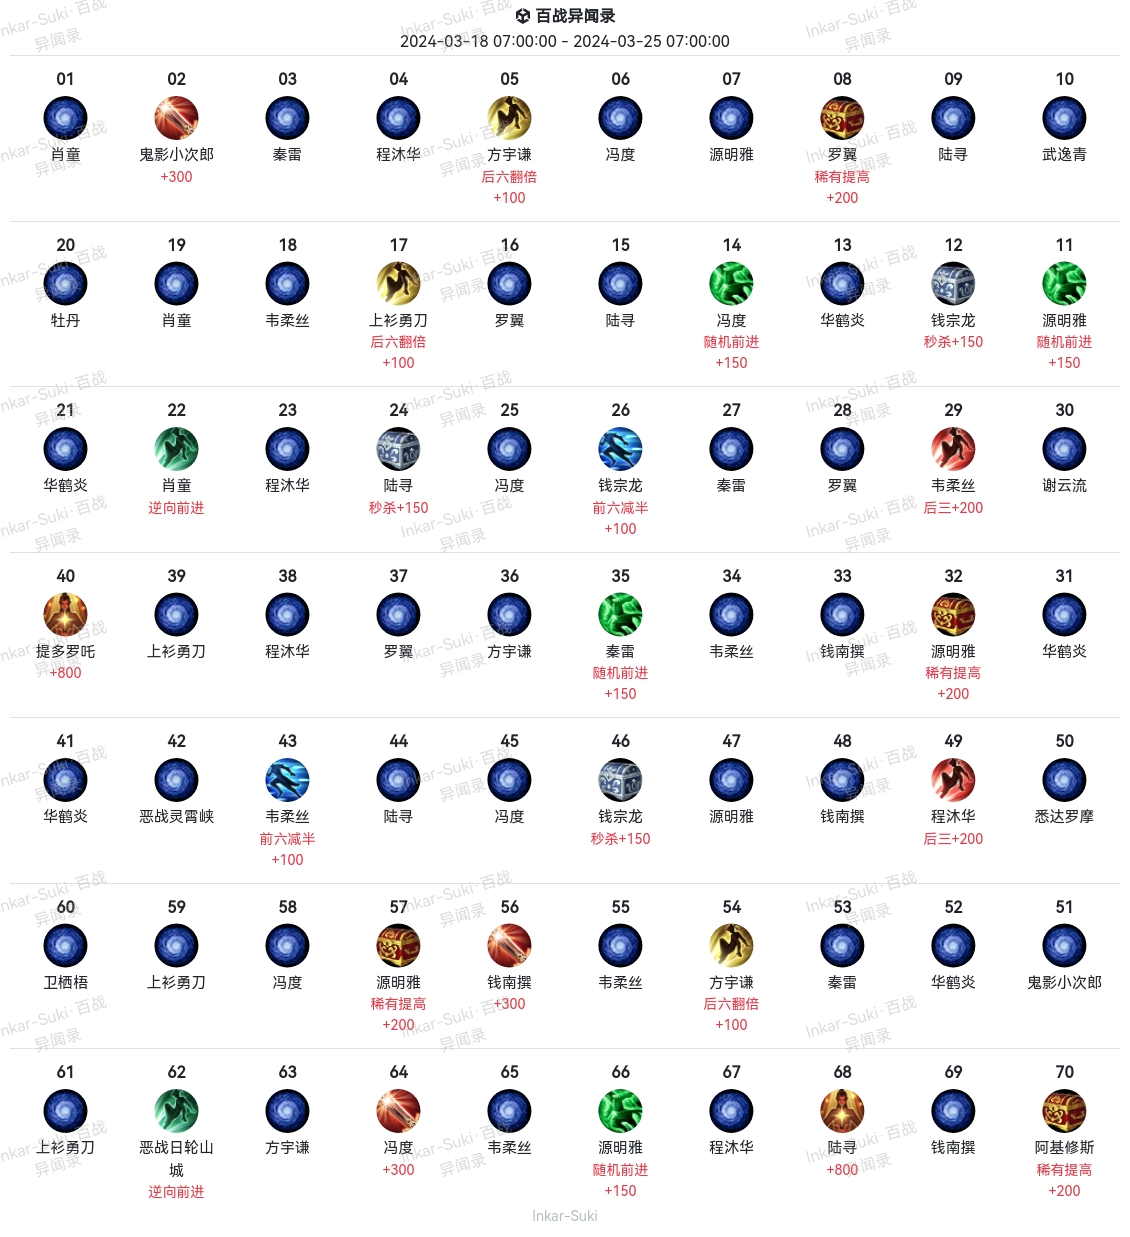 百战异闻录
2024-03-18 07:00:00 - 2024-03-25 07:00:00
01 02 03 04 05 06 07 08 09 10
肖童 鬼影小次郎 秦雷 程沐华 方宇谦 冯度 源明雅 罗翼 陆寻 武逸青
+300 后六翻倍 稀有提高
+100 +200
20 19 18 17 16 15 14 13 12 11
牡丹 肖童 韦柔丝 上衫勇刀 罗翼 陆寻 冯度 华鹤炎 钱宗龙 源明雅
后六翻倍 随机前进 秒杀+150 随机前进
+100 +150 +150
21 22 23 24 25 26 27 28 29 30
华鹤炎 肖童 程沐华 陆寻 冯度 钱宗龙 秦雷 罗翼 韦柔丝 谢云流
逆向前进 秒杀+150 前六减半 后三+200
+100
40 39 38 37 36 35 34 33 32 31
提多罗吒 上衫勇刀 程沐华 罗翼 方宇谦 秦雷 韦柔丝 钱南撰 源明雅 华鹤炎
+800 随机前进 稀有提高
+150 +200
41 42 43 44 45 46 47 48 49 50
华鹤炎 恶战灵霄峡 韦柔丝 陆寻 冯度 钱宗龙 源明雅 钱南撰 程沐华 悉达罗摩
前六减半 秒杀+150 后三+200
+100
60 59 58 57 56 55 54 53 52 51
卫栖梧 上衫勇刀 冯度 源明雅 钱南撰 韦柔丝 方宇谦 秦雷 华鹤炎 鬼影小次郎
稀有提高 +300 后六翻倍
+200 +100
61 62 63 64 65 66 67 68 69 70
上衫勇刀 恶战日轮山 方宇谦 冯度 韦柔丝 源明雅 程沐华 陆寻 钱南撰 阿基修斯
城 +300 随机前进 +800 稀有提高
逆向前进 +150 +200
Inkar-Suki